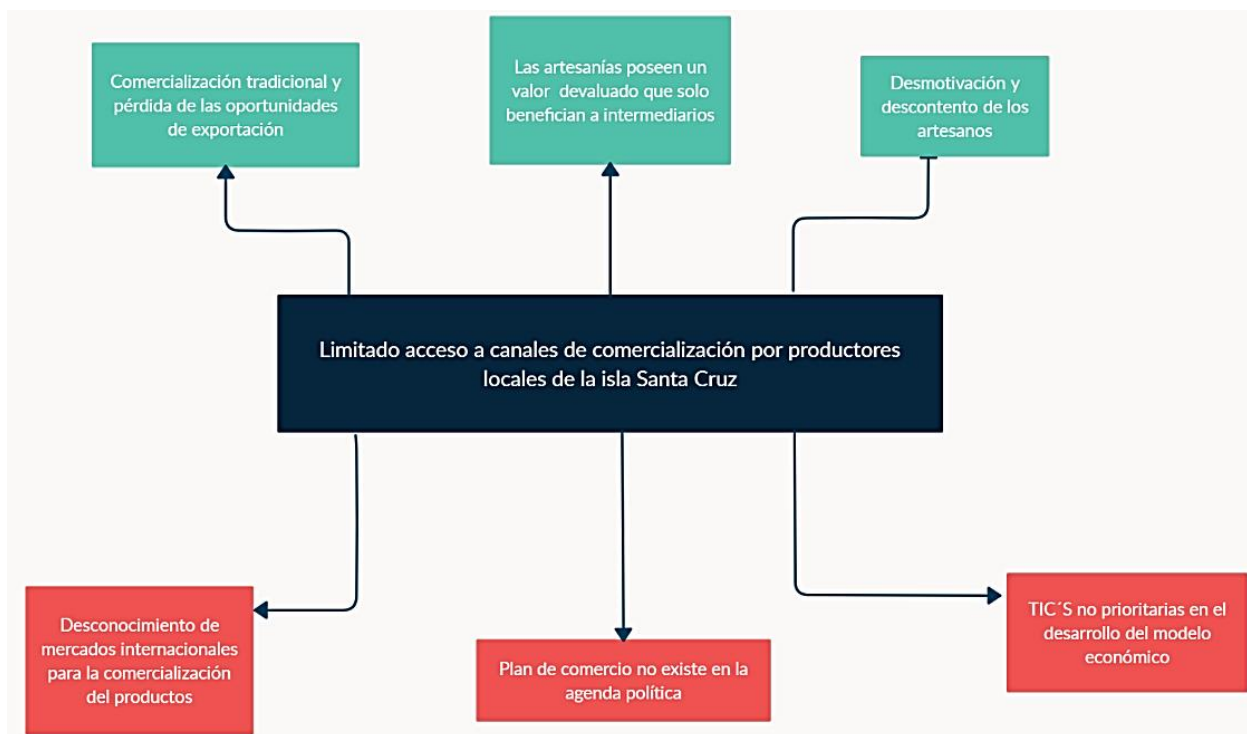 Comercialización tradicional y
pérdida de las oportunidades
de exportación
Las artesanías poseen un
valor devaluado que solo
benefician a intermediarios
Desmotivación y
descontento de los
artesanos
Limitado acceso a canales de comercialización por productores
locales de la isla Santa Cruz
Desconocimiento de
mercados internacionales
para la comercialización
del productos
Plan de comercio no existe en la
agenda política
TIC´S no prioritarias en el
desarrollo del modelo
económico